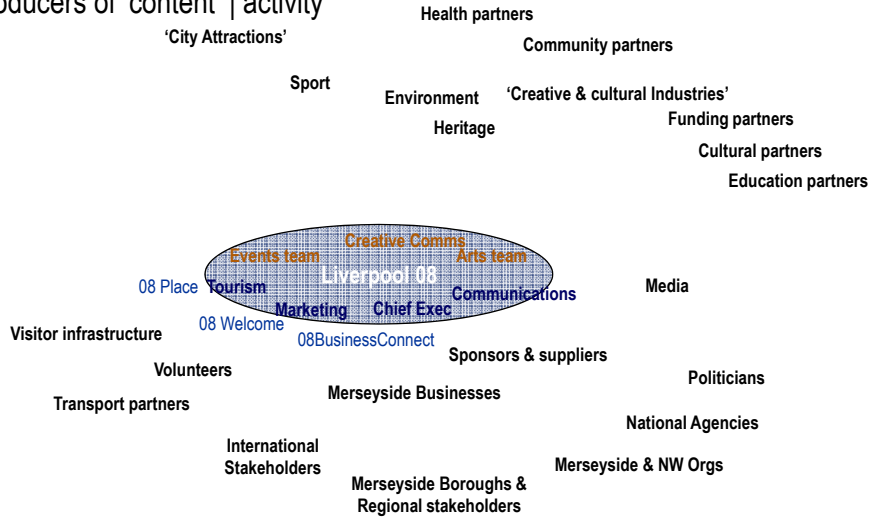 oducers of 'content' | activity
Health partners
'City Attractions'
Community partners
Sport
Environment
'Creative & cultural Industries'
Heritage
Funding partners
Cultural partners
Education partners
Creative Comms
Events team
Arts team
Liverpool 08
08 Place
Tourism
Communications
Media
Marketing
Chief Exec
08 Welcome
Visitor infrastructure
08BusinessConnect
Sponsors & suppliers
Volunteers
Politicians
Merseyside Businesses
Transport partners
National Agencies
International
Stakeholders
Merseyside & NW Orgs
Merseyside Boroughs &
Regional stakeholders